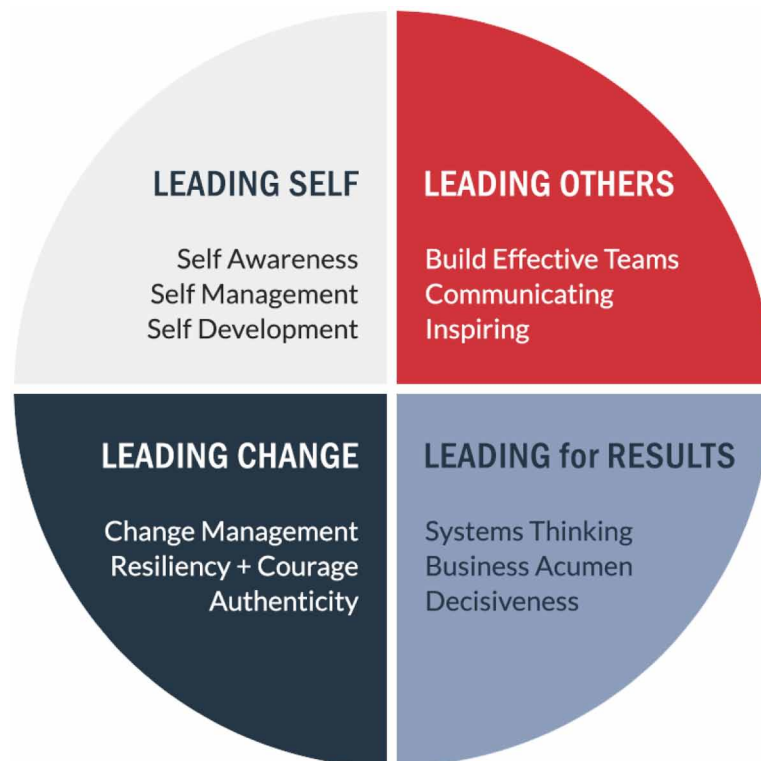 LEADING SELF
Self Awareness
Self Management
Self Development
LEADING OTHERS
Build Effective Teams
Communicating
Inspiring
LEADING CHANGE
Change Management
Resiliency + Courage
Authenticity
LEADING for RESULTS
Systems Thinking
Business Acumen
Decisiveness